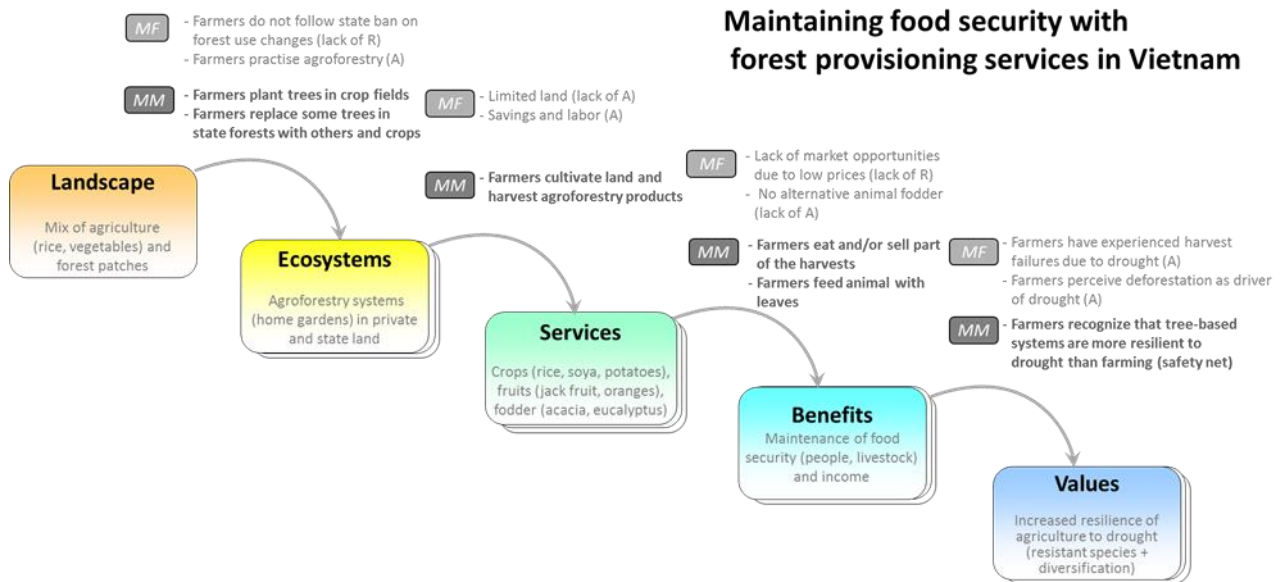 Maintaining food security with
forest provisioning services in Vietnam
MF
- Farmers do not follow state ban on
forest use changes (lack of R)
- Farmers practise agroforestry (A)
MM
- Farmers plant trees in crop fields
- Farmers replace some trees in
state forests with others and crops
MF
- Limited land (lack of A)
- Savings and labor (A)
MM
- Farmers cultivate land and
harvest agroforestry products
MF
- Lack of market opportunities
due to low prices (lack of R)
- No alternative animal fodder
(lack of A)
MM
- Farmers eat and/or sell part
of the harvests
- Farmers feed animal with
leaves
MF
- Farmers have experienced harvest
failures due to drought (A)
- Farmers perceive deforestation as driver
of drought (A)
MM
- Farmers recognize that tree-based
systems are more resilient to
drought than farming (safety net)
Landscape
Mix of agriculture
(rice, vegetables) and
forest patches
Ecosystems
Agroforestry systems
(home gardens) in private
and state land
Services
Crops (rice, soya, potatoes),
fruits (jack fruit, oranges),
fodder (acacia, eucalyptus)
Benefits
Maintenance of food
security (people, livestock)
and income
Values
Increased resilience of
agriculture to drought
(resistant species +
diversification)